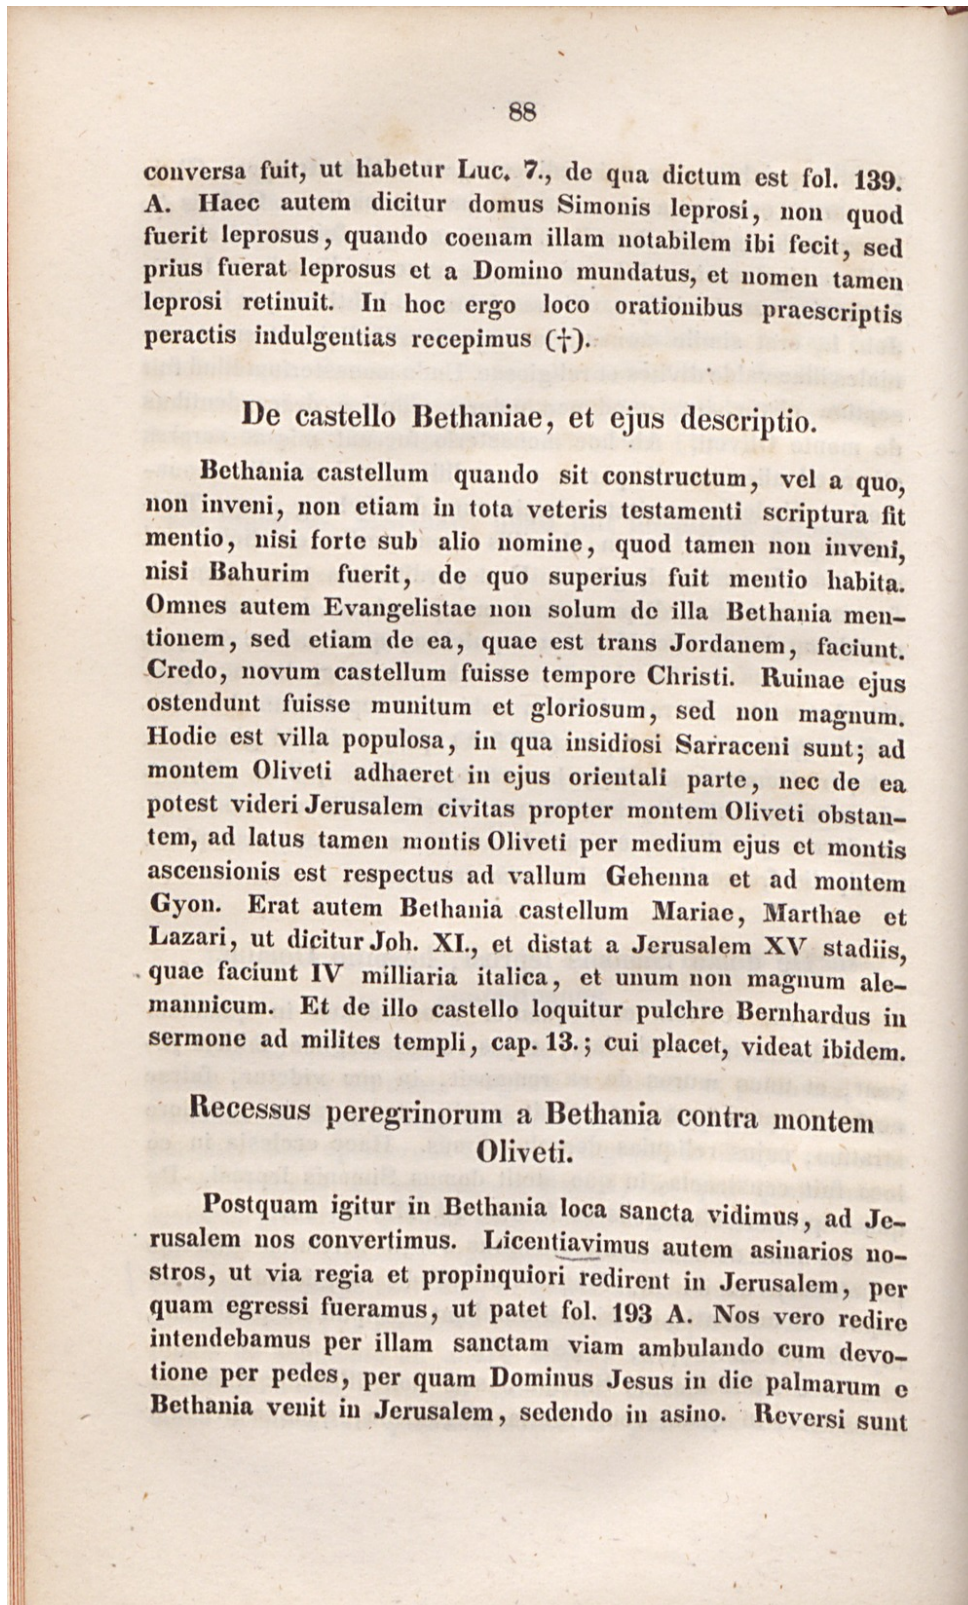 88
conversa fuit, ut habetur Luc. 7., de qua dictum est fol. 139.
A. Haec autem dicitur domus Simonis leprosi, non quod
fuerit leprosus, quando coenam illam notabilem ibi fecit, sed
prius fuerat leprosus et a Domino mundatus, et nomen tamen
leprosi retinuit. In hoc ergo loco orationibus praescriptis
peractis indulgentias recepimus (†).
De castello Bethaniae, et ejus descriptio.
Bethania castellum quando sit constructum, vel a quo,
non inveni, non etiam in tota veteris testamenti scriptura fit
mentio, nisi forte sub alio nomine, quod tamen non inveni,
nisi Bahurim fuerit, de quo superius fuit mentio habita.
Omnes autem Evangelistae non solum de illa Bethania men-
tionem, sed etiam de ea, quae est trans Jordanem, faciunt.
Credo, novum castellum fuisse tempore Christi. Ruinae ejus
ostendunt fuisse munitum et gloriosum, sed non magnum.
Hodie est villa populosa, in qua insidiosi Sarraceni sunt; ad
montem Oliveti adhaeret in ejus orientali parte, nec de ea
potest videri Jerusalem civitas propter montem Oliveti obstan-
tem, ad latus tamen montis Oliveti per medium ejus et montis
ascensionis est respectus ad vallum Gehenna et ad montem
Gyon. Erat autem Bethania castellum Mariae, Marthae et
Lazari, ut dicitur Joh. XI., et distat a Jerusalem XV stadiis,
quae faciunt IV milliaria italica, et unum non magnum ale-
mannicum. Et de illo castello loquitur pulchre Bernhardus in
sermone ad milites templi, cap. 13.; cui placet, videat ibidem.
Recessus peregrinorum a Bethania contra montem
Oliveti.
Postquam igitur in Bethania loca sancta vidimus, ad Je-
rusalem nos convertimus. Licentiavimus autem asinarios no-
stros, ut via regia et propinquiori redirent in Jerusalem, per
quam egressi fueramus, ut patet fol. 193 A. Nos vero redire
intendebamus per illam sanctam viam ambulando cum devo-
tione per pedes, per quam Dominus Jesus in die palmarum e
Bethania venit in Jerusalem, sedendo in asino. Reversi sunt